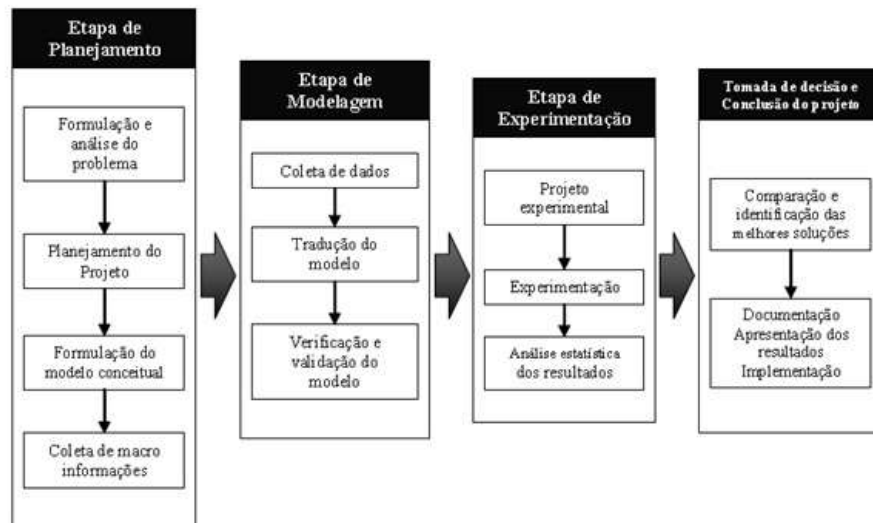 Etapa de
Planejamento
Formulação e
análise do
problema
Planejamento do
Projeto
Formulação do
modelo conceitual
Coleta de macro
informações
Etapa de
Modelagem
Coleta de dados
Tradução do
modelo
Verificação e
validação do
modelo
Etapa de
Experimentação
Projeto
experimental
Experimentação
Análise estatística
dos resultados
Tomada de decisão e
Conclusão do projeto
Comparação e
identificação das
melhores soluções
Documentação
Apresentação dos
resultados
Implementação